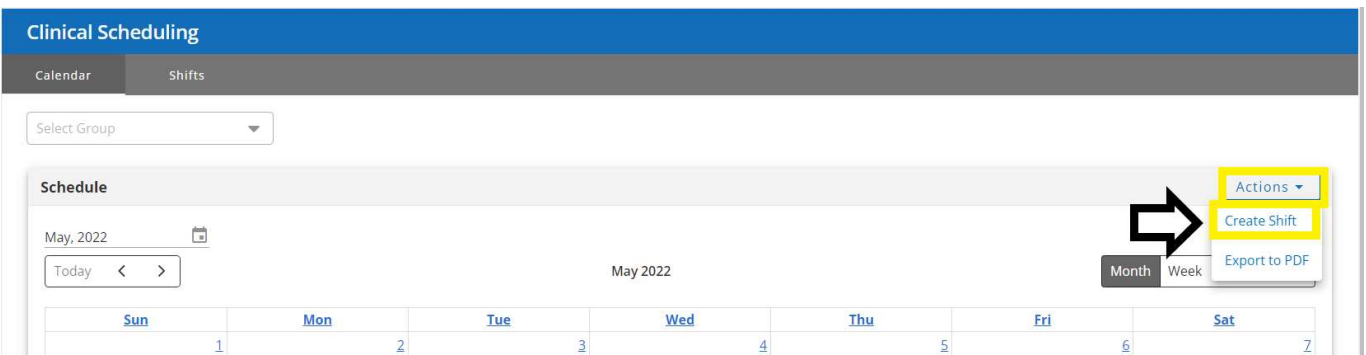 Clinical Scheduling
Calendar Shifts
Select Group
Schedule Actions
Create Shift
May, 2022
Today < > May 2022 Month Week Export to PDF
Sun Mon Tue Wed Thu Fri Sat
1 2 3 4 5 6 7